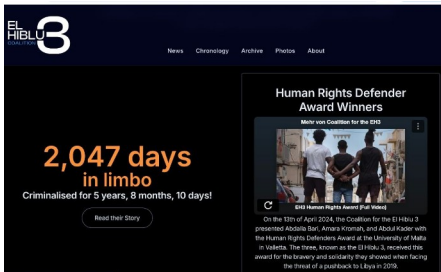 EL
HIBLU
COALITION
3
News Chronology Archive Photos About
2,047 days
in limbo
Criminalised for 5 years, 8 months, 10 days!
Read their Story
Human Rights Defender
Award Winners
Mehr von Coalition for the EH3
EH3 Human Rights Award (Full Video)
On the 13th of April 2024, the Coalition for the El Hiblu 3
presented Abdalla Bari, Amara Kromah, and Abdul Kader with
the Human Rights Defenders Award at the University of Malta
in Valletta. The three, known as the El Hiblu 3, received this
award for the bravery and solidarity they showed when facing
the threat of a pushback to Libya in 2019.